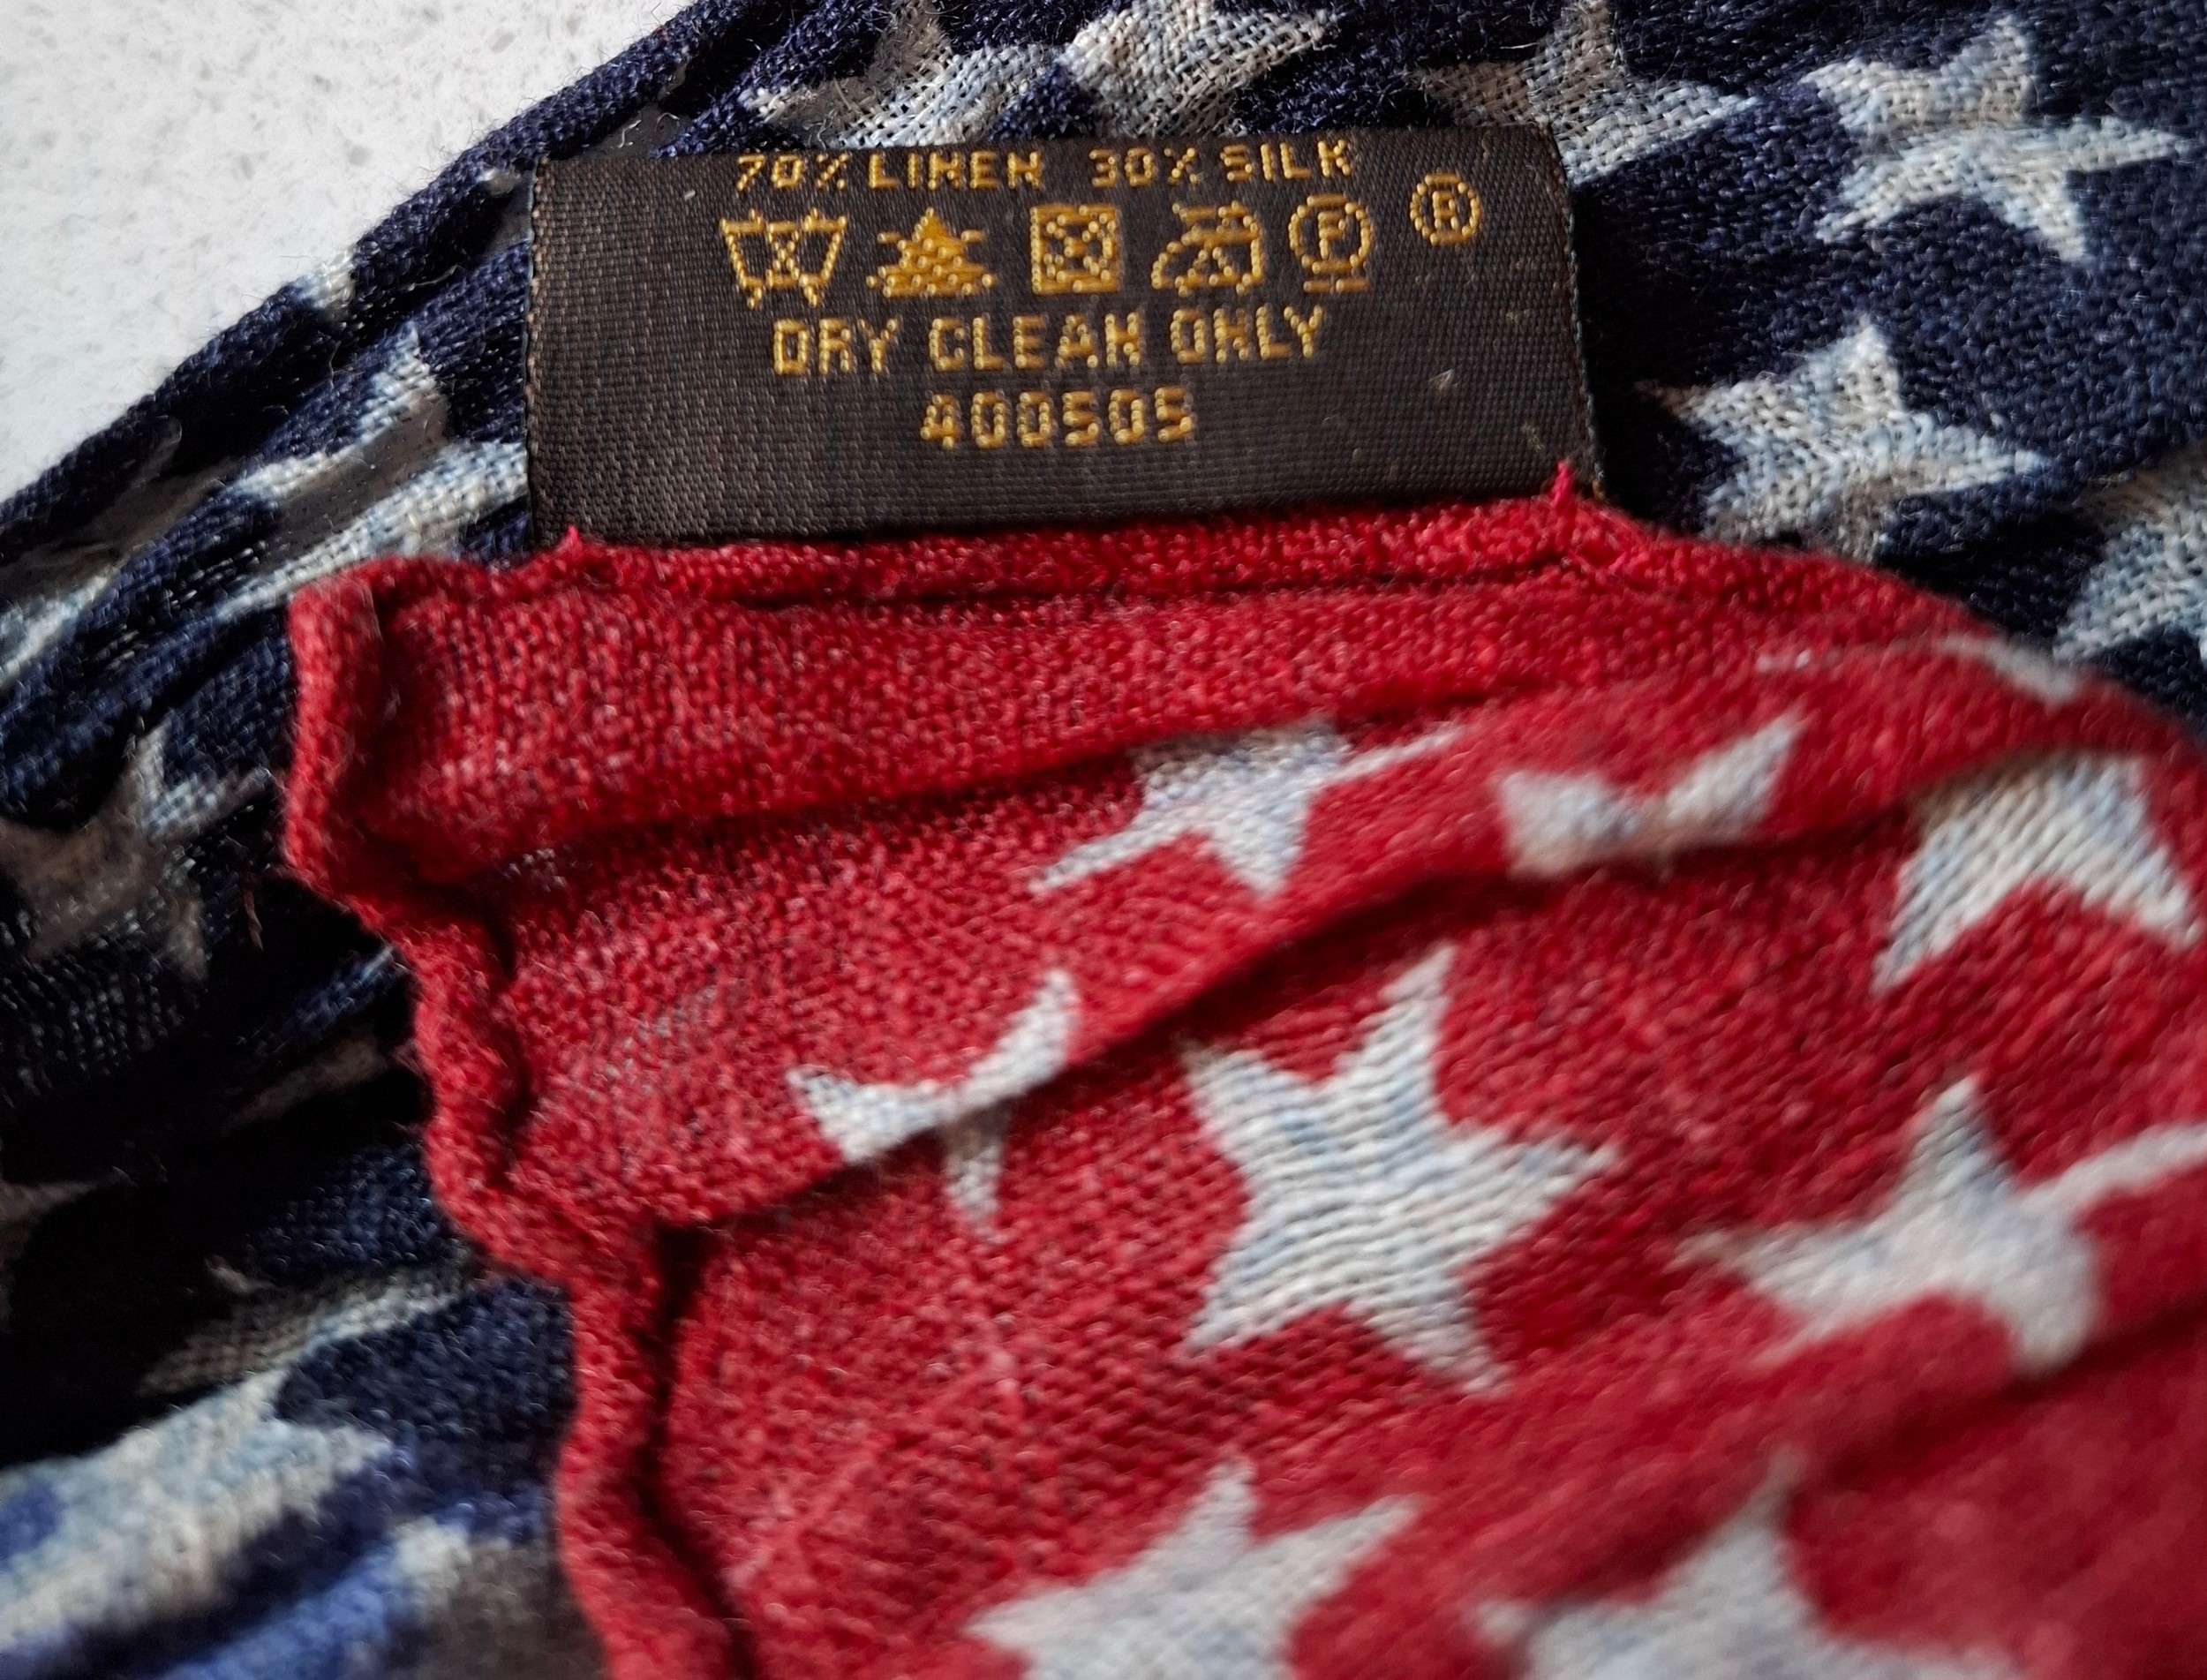 70% LINEN 30% SILK
P ®
DRY CLEAN ONLY
400505